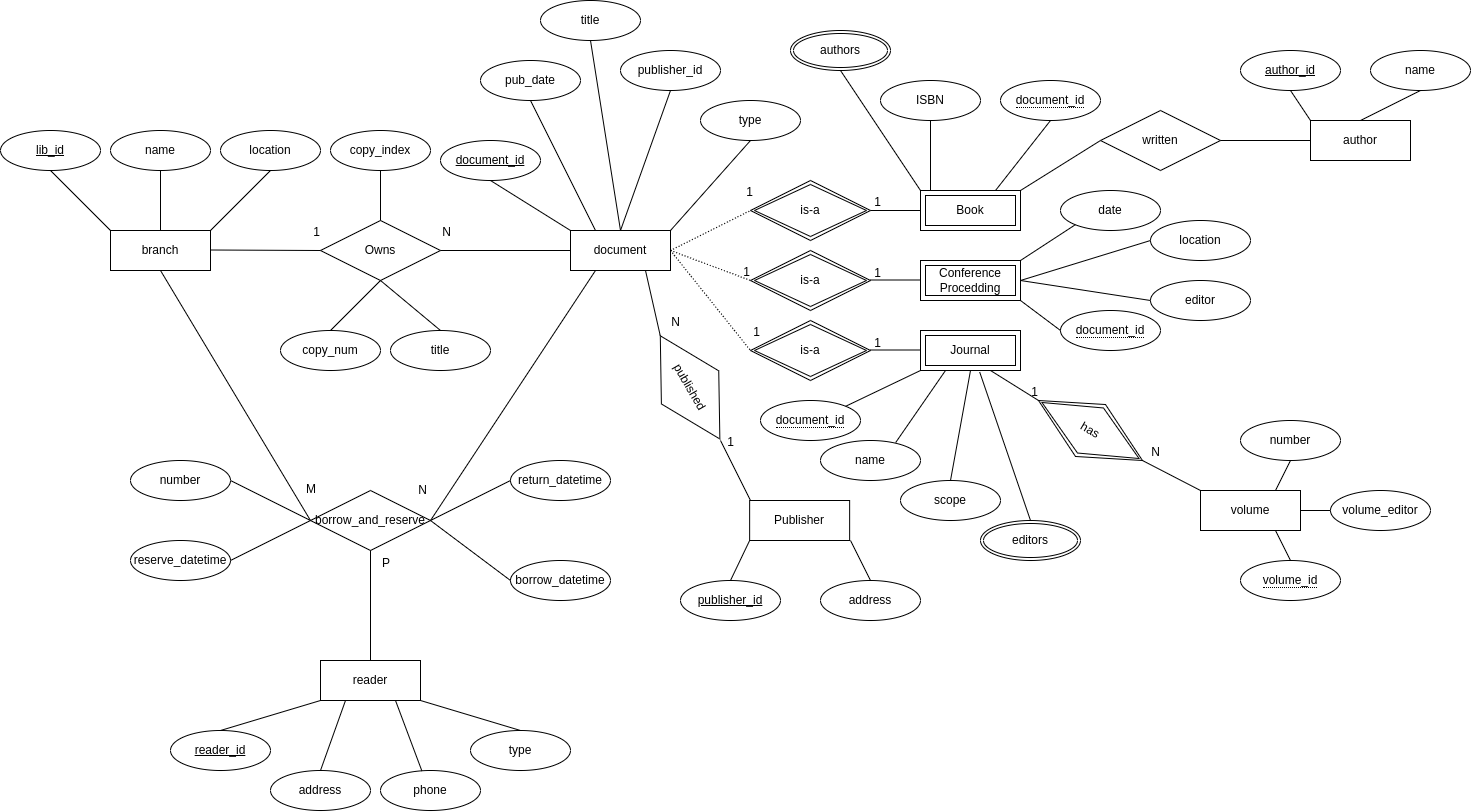 title
authors
pub_date
publisher_id
author_id
name
ISBN
document_id
type
lib_id
name
location
copy_index
document_id
written
author
1
is-a
1
Book
date
branch
1
Owns
N
document
location
1
is-a
1
Conference
Procedding
editor
N
1
is-a
1
Journal
document_id
copy_num
title
published
1
has
N
document_id
name
1
number
number
M
N
return_datetime
scope
volume
volume_editor
borrow_and_reserve
Publisher
editors
reserve_datetime
P
borrow_datetime
volume_id
publisher_id
address
reader
reader_id
type
address
phone